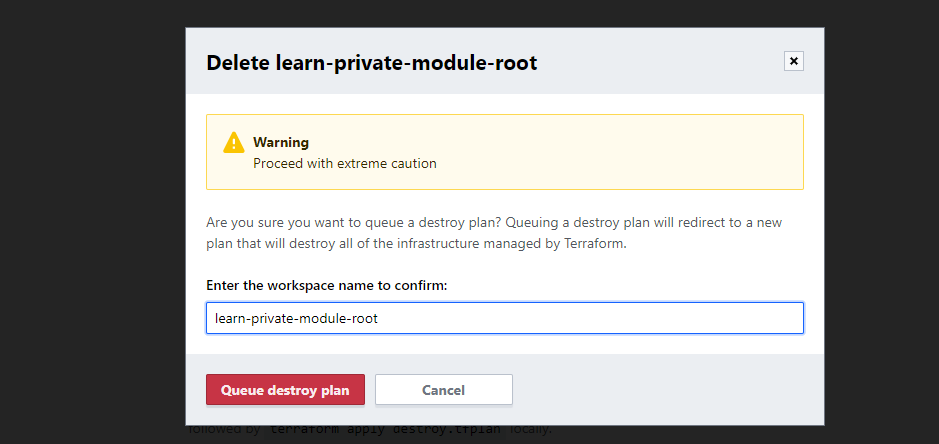 Delete learn-private-module-root
Warning
Proceed with extreme caution
Are you sure you want to queue a destroy plan? Queuing a destroy plan will redirect to a new
plan that will destroy all of the infrastructure managed by Terraform.
Enter the workspace name to confirm:
learn-private-module-root
Queue destroy plan
Cancel
followed by terraform apply destroy.tfplan locally.